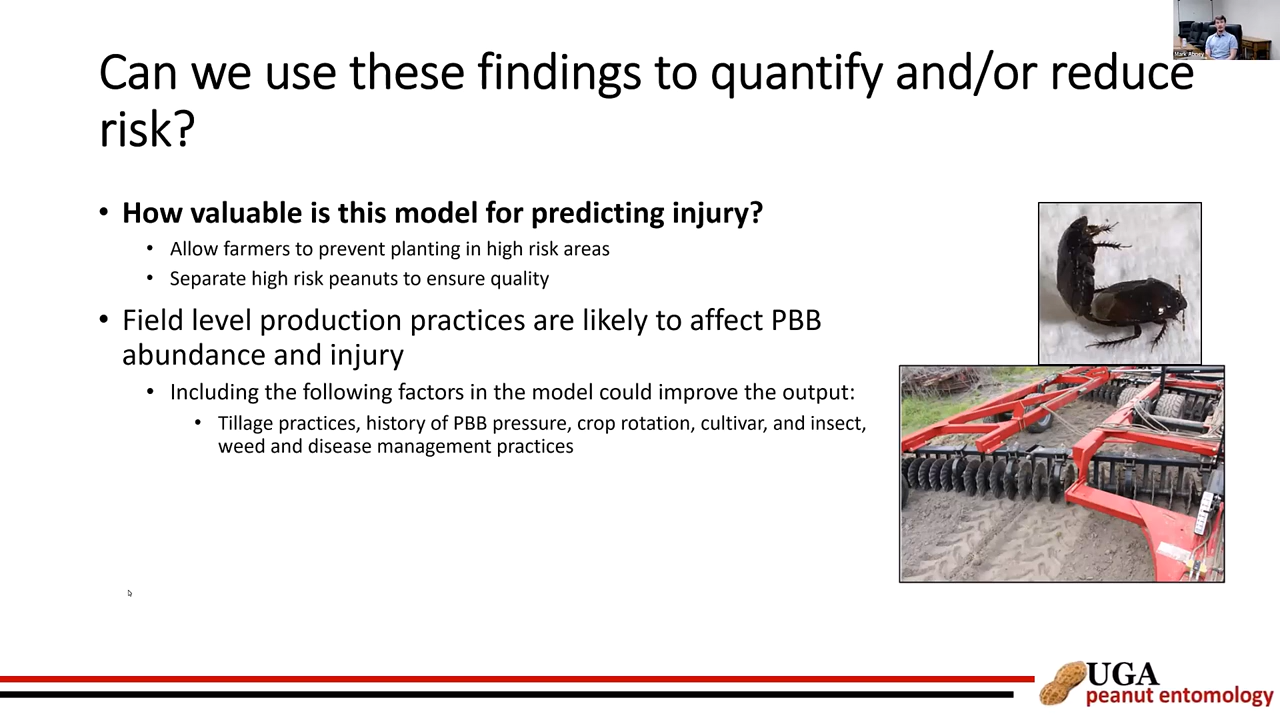 Mark Abney
Can we use these findings to quantify and/or reduce
risk?
• How valuable is this model for predicting injury?
• Allow farmers to prevent planting in high risk areas
• Separate high risk peanuts to ensure quality
• Field level production practices are likely to affect PBB
abundance and injury
• Including the following factors in the model could improve the output:
• Tillage practices, history of PBB pressure, crop rotation, cultivar, and insect,
weed and disease management practices
UGA
peanut entomology